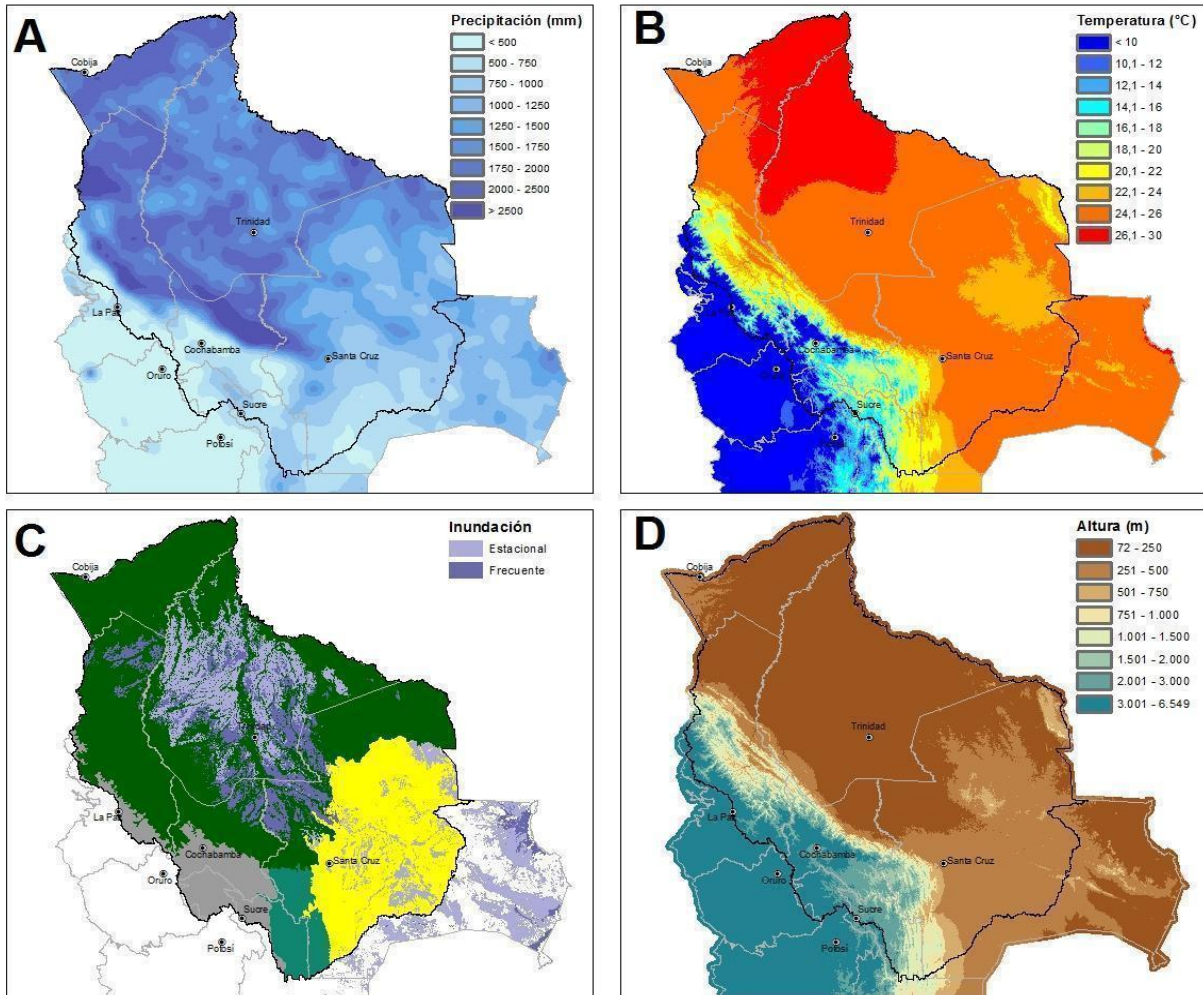 A
Precipitación (mm)
< 500
500 - 750
750 - 1000
1000 - 1250
1250 - 1500
1500 - 1750
1750 - 2000
2000 - 2500
> 2500
Cobija
Trinidad
La Paz
Cochabamba
Oruro
Santa Cruz
Sucre
Potosí
B
Temperatura (°C)
< 10
10,1 - 12
12,1 - 14
14,1 - 16
16,1 - 18
18,1 - 20
20,1 - 22
22,1 - 24
24,1 - 26
26,1 - 30
Cobija
Trinidad
La Paz
Cochabamba
Santa Cruz
Sucre
C
Inundación
Estacional
Frecuente
Cobija
La Paz
Cochabamba
Oruro
Santa Cruz
Sucre
Potosí
D
Altura (m)
72 - 250
251 - 500
501 - 750
751 - 1.000
1.001 - 1.500
1.501 - 2.000
2.001 - 3.000
3.001 - 6.549
Cobija
Trinidad
La Paz
Cochabamba
Oruro
Santa Cruz
Sucre
Potosí